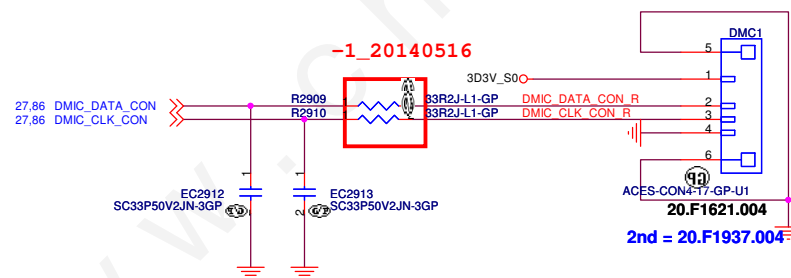 -1_20140516
DMC1
5
3D3V_S0
1
27,86 DMIC_DATA_CON
R2909
33R2J-L1-GP
DMIC_DATA_CON_R
2
27,86 DMIC_CLK_CON
R2910
33R2J-L1-GP
DMIC_CLK_CON_R
3
4
6
1
1
EC2912
SC33P50V2JN-3GP
2
EC2913
SC33P50V2JN-3GP
ACES-CON4-17-GP-U1
20.F1621.004
2nd = 20.F1937.004